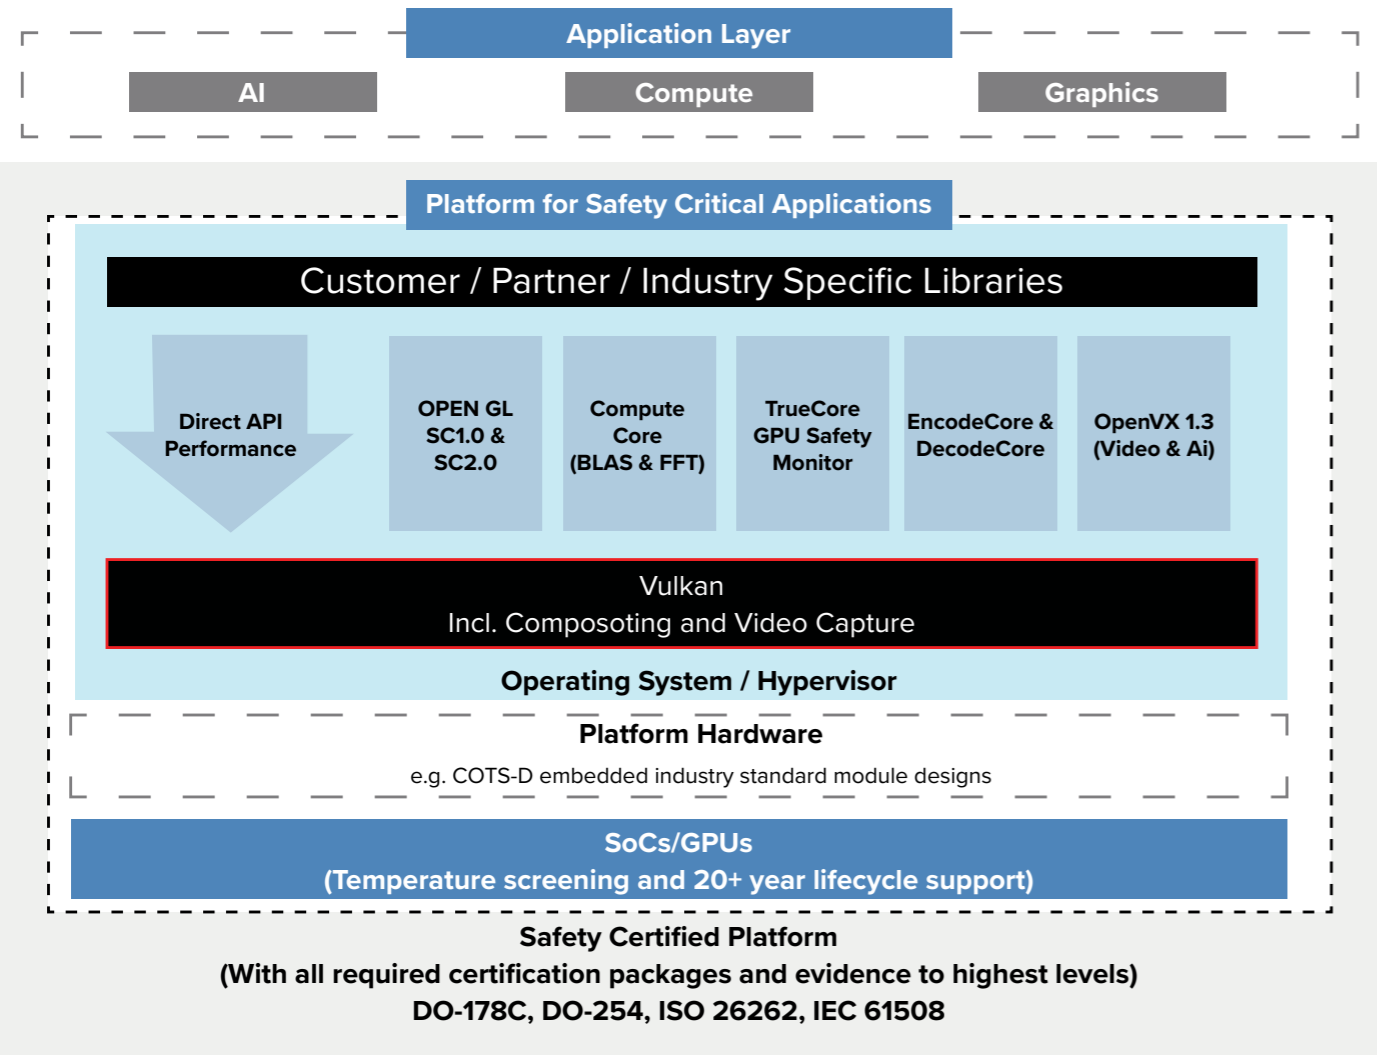 Application Layer
AI
Compute
Graphics
Platform for Safety Critical Applications
Customer / Partner / Industry Specific Libraries
Direct API
Performance
OPEN GL
SC1.0 &
SC2.0
Compute
Core
(BLAS & FFT)
TrueCore
GPU Safety
Monitor
EncodeCore &
DecodeCore
OpenVX 1.3
(Video & Ai)
Vulkan
Incl. Composoting and Video Capture
Operating System / Hypervisor
Platform Hardware
e.g. COTS-D embedded industry standard module designs
SoCs/GPUs
(Temperature screening and 20+ year lifecycle support)
Safety Certified Platform
(With all required certification packages and evidence to highest levels)
DO-178C, DO-254, ISO 26262, IEC 61508